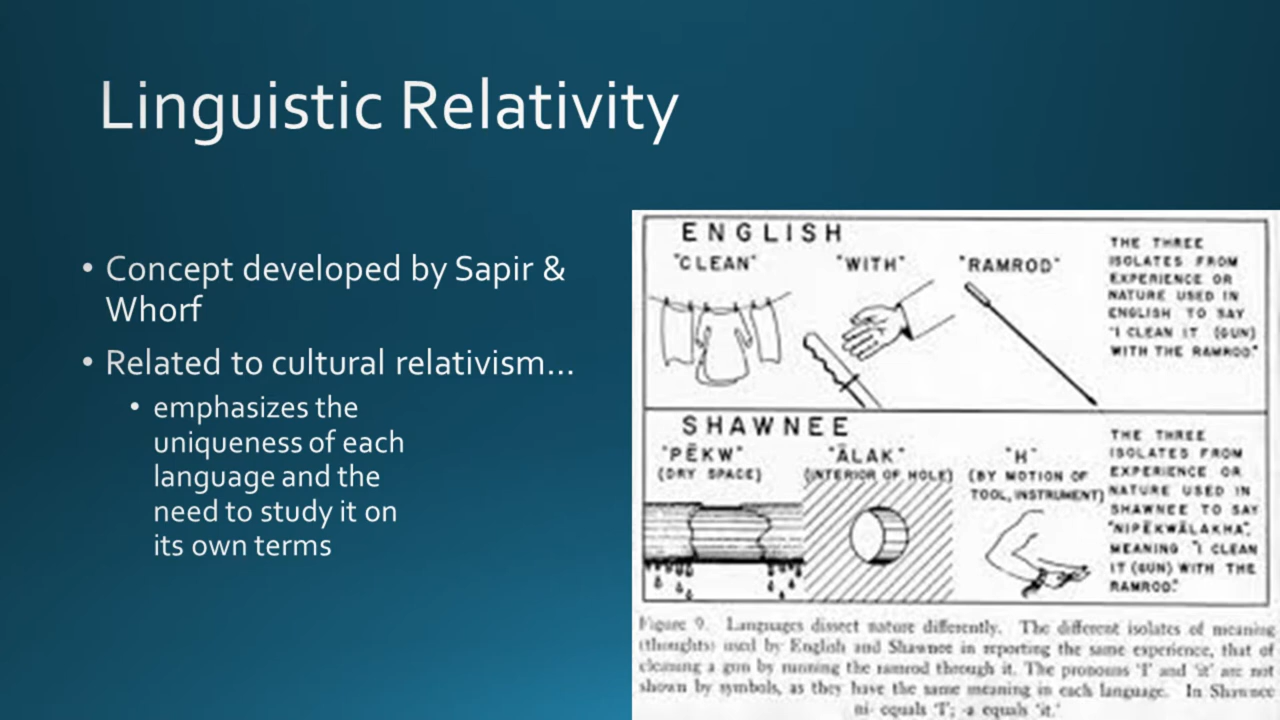 Linguistic Relativity
• Concept developed by Sapir &
Whorf
• Related to cultural relativism...
• emphasizes the
uniqueness of each
language and the
need to study it on
its own terms
ENGLISH
"CLEAN" "WITH" "RAMROD"
THE THREE
ISOLATES FROM
EXPERIENCE OR
NATURE USED IN
ENGLISH TO SAY
"I CLEAN IT (GUN)
WITH THE RAMROD."
SHAWNEE
"PĒKW" "ĀLAK" "H"
(DRY SPACE) (INTERIOR OF HOLE) (BY MOTION OF
TOOL, INSTRUMENT)
THE THREE
ISOLATES FROM
EXPERIENCE OR
NATURE USED IN
SHAWNEE TO SAY
"NIPĒKWĀLAKHA",
MEANING "I CLEAN
IT (GUN) WITH THE
RAMROD."
Figure 9. Languages dissect nature differently. The different isolates of meaning
(thoughts) used by English and Shawnee in reporting the same experience, that of
cleaning a gun by running the ramrod through it. The pronouns 'I' and 'it' are not
shown by symbols, as they have the same meaning in each language. In Shawnee
ni- equals 'I'; -a equals 'it.'